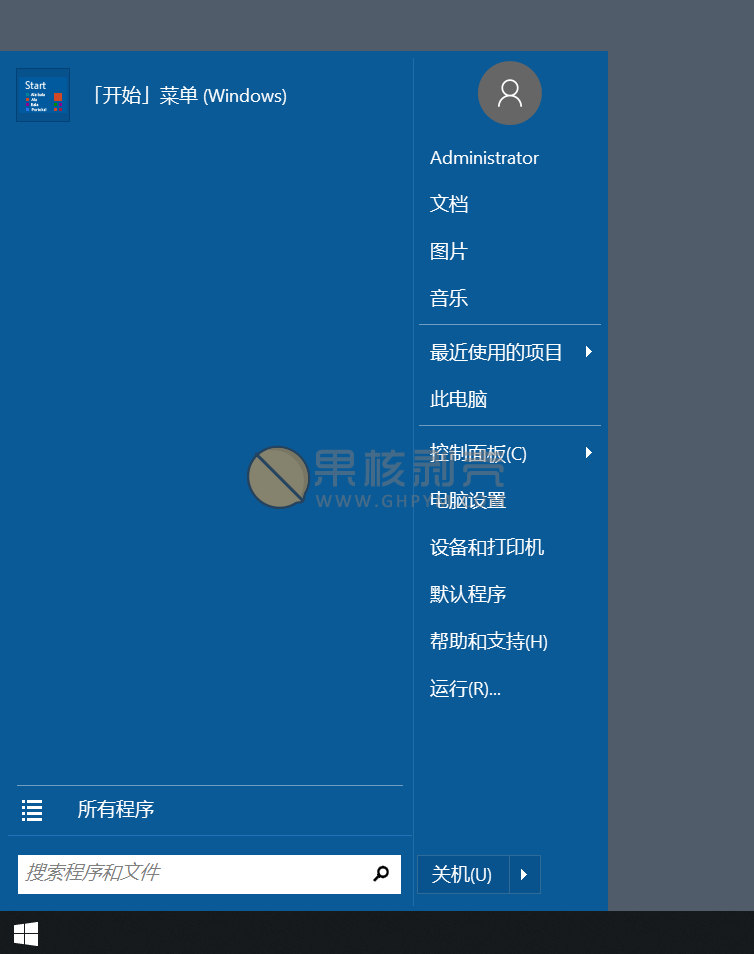 Start
「开始」菜单 (Windows)
Administrator
文档
图片
音乐
最近使用的项目
此电脑
控制面板(C)
果核剥壳
电脑设置
设备和打印机
默认程序
帮助和支持(H)
运行(R)...
所有程序
搜索程序和文件
关机(U)